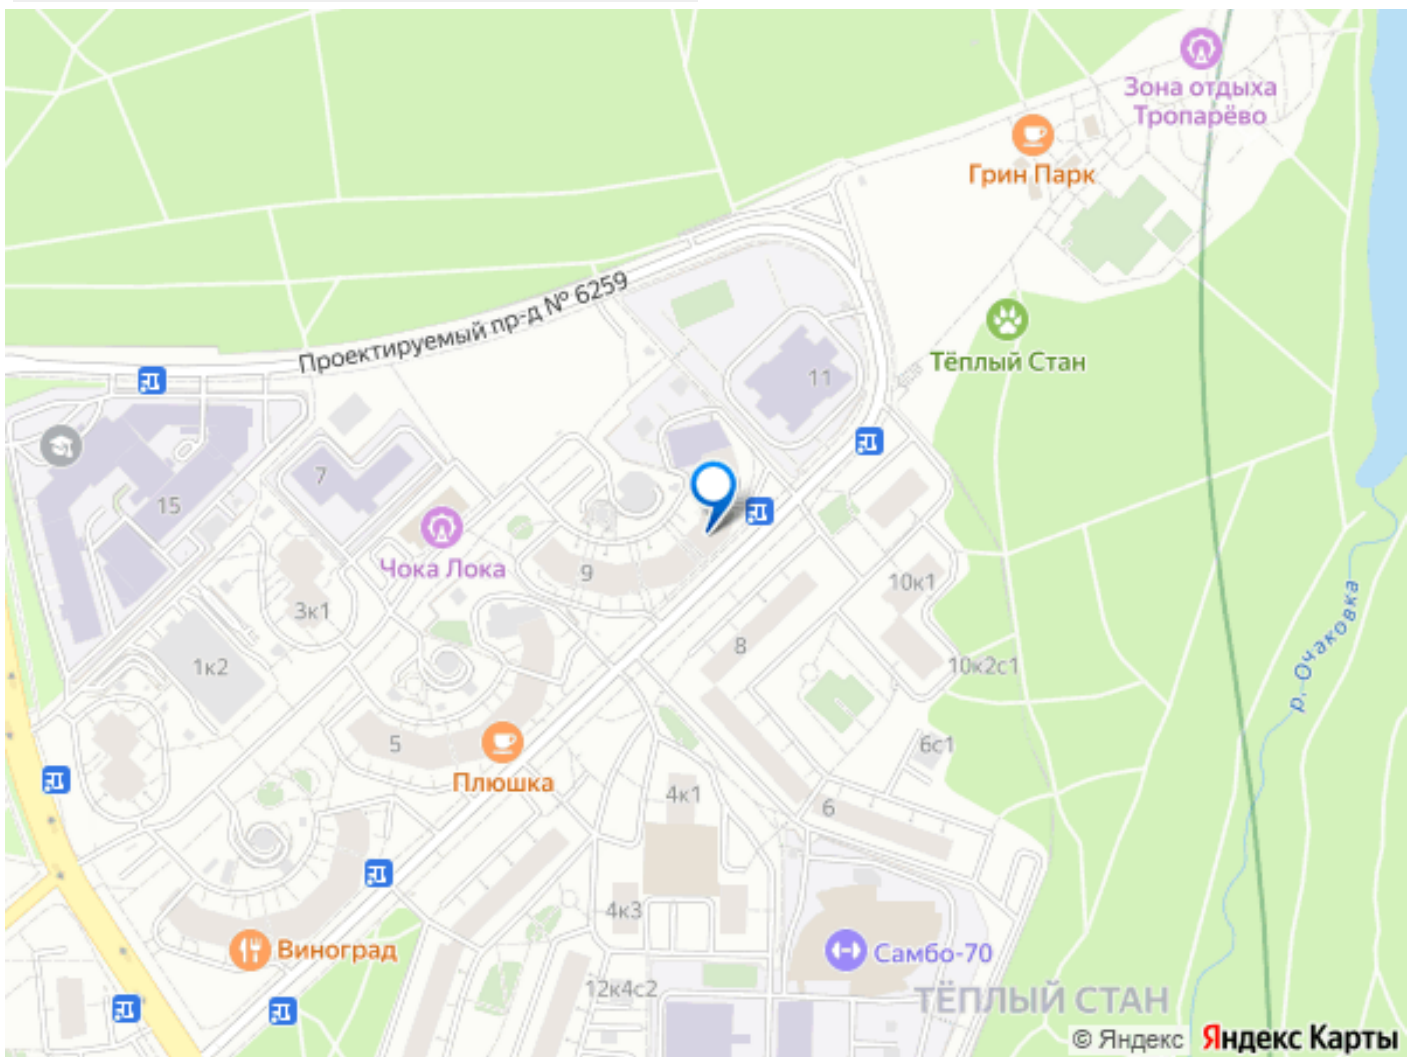 Зона отдыха
Тропарёво
Грин Парк
Проектируемый пр-д № 6259
Тёплый Стан
11
7
15
Чока Лока
9
10к1
3к1
8
1к2
10к2с1
р. Очаковка
5
6с1
Плюшка
4к1
6
4к3
Виноград
Самбо-70
12к4с2
ТЁПЛЫЙ СТАН
© Яндекс Яндекс Карты